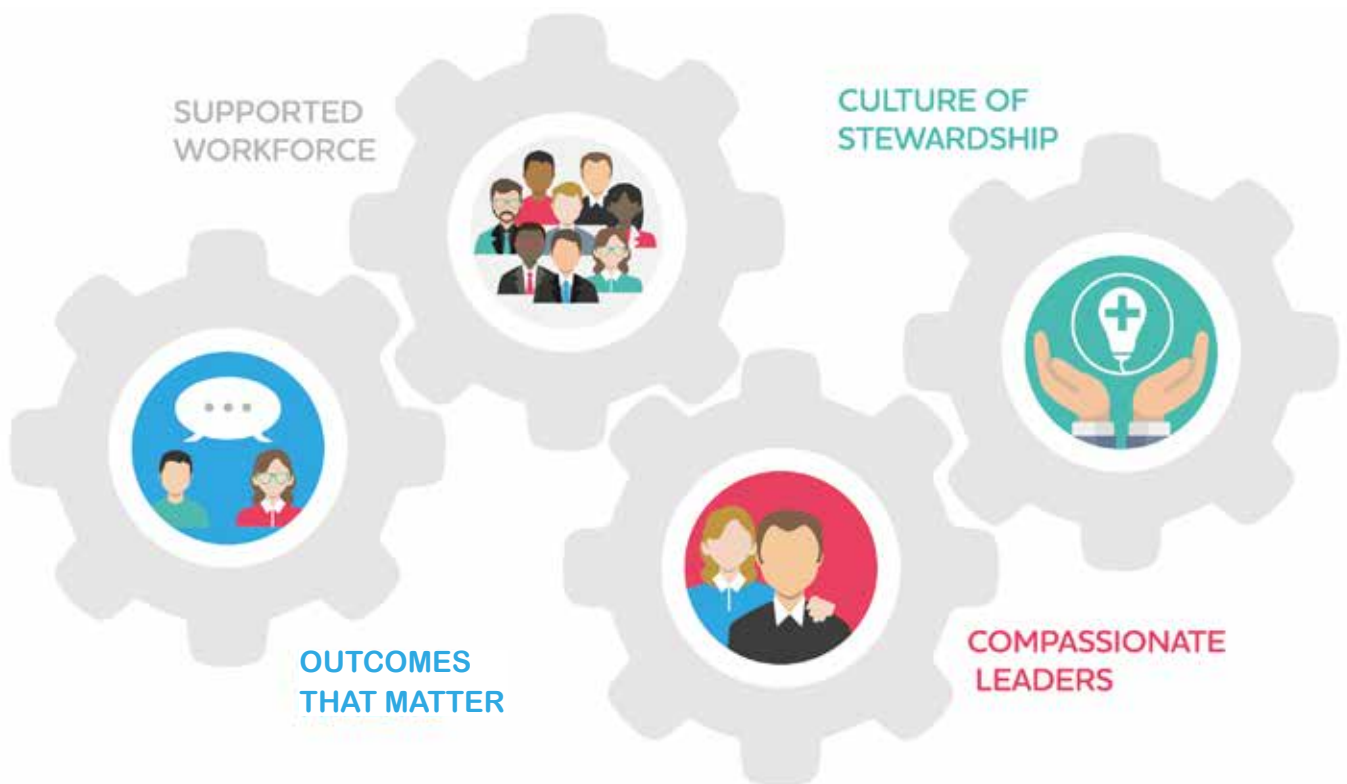 SUPPORTED
WORKFORCE
CULTURE OF
STEWARDSHIP
OUTCOMES
THAT MATTER
COMPASSIONATE
LEADERS